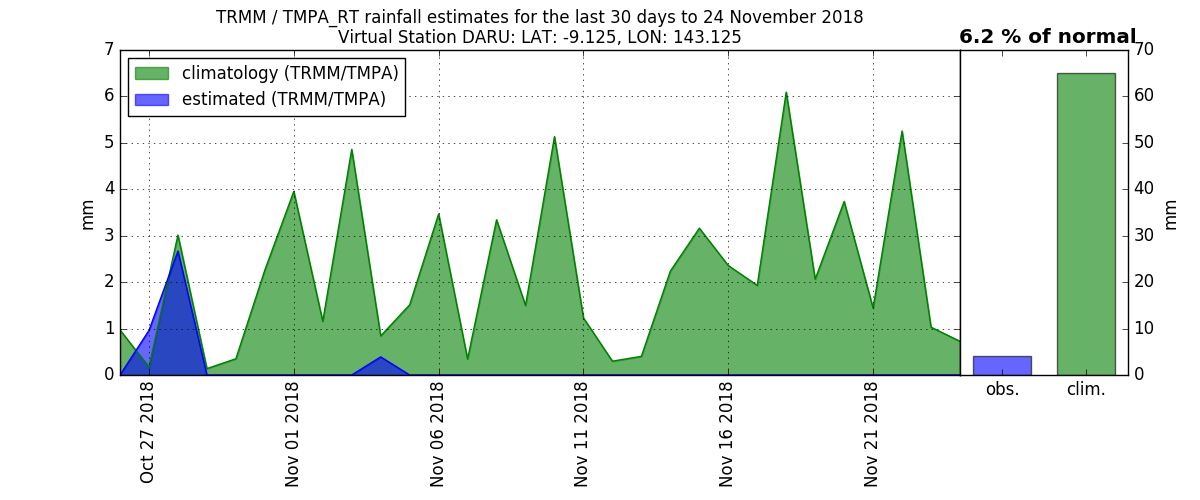 TRMM / TMPA_RT rainfall estimates for the last 30 days to 24 November 2018
Virtual Station DARU: LAT: -9.125, LON: 143.125
6.2 % of normal
climatology (TRMM/TMPA)
estimated (TRMM/TMPA)
7
6
5
4
3
2
1
0
mm
Oct 27 2018
Nov 01 2018
Nov 06 2018
Nov 11 2018
Nov 16 2018
Nov 21 2018
70
60
50
40
30
20
10
0
mm
obs.
clim.